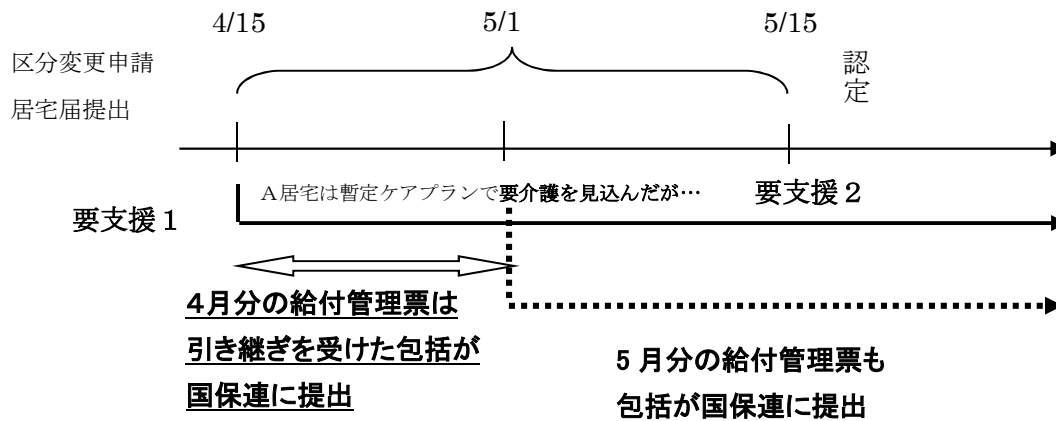 4/15
5/1
5/15
区分変更申請
居宅届提出
認定
A居宅は暫定ケアプランで要介護を見込んだが…
要支援2
要支援1
4月分の給付管理票は
引き継ぎを受けた包括が
国保連に提出
5月分の給付管理票も
包括が国保連に提出